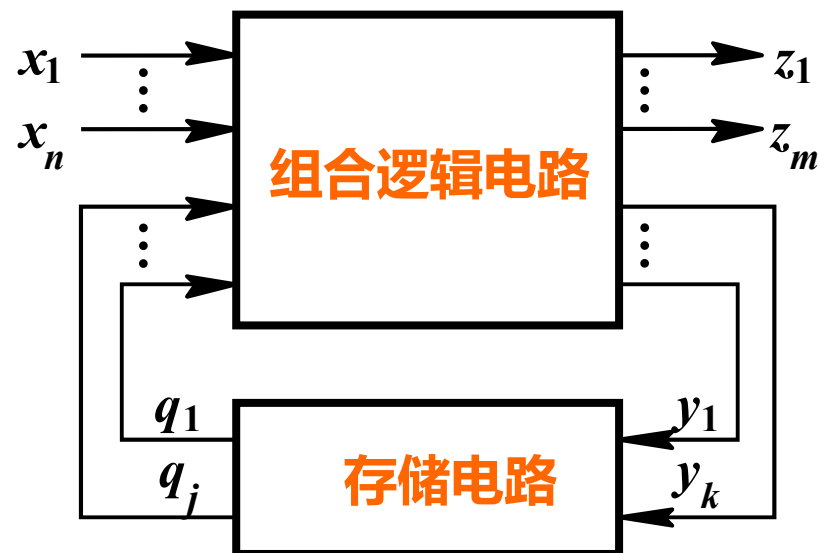 x1 z1
⋮ ⋮
xn zm
组合逻辑电路
⋮ ⋮
q1 y1
存储电路
qj yk